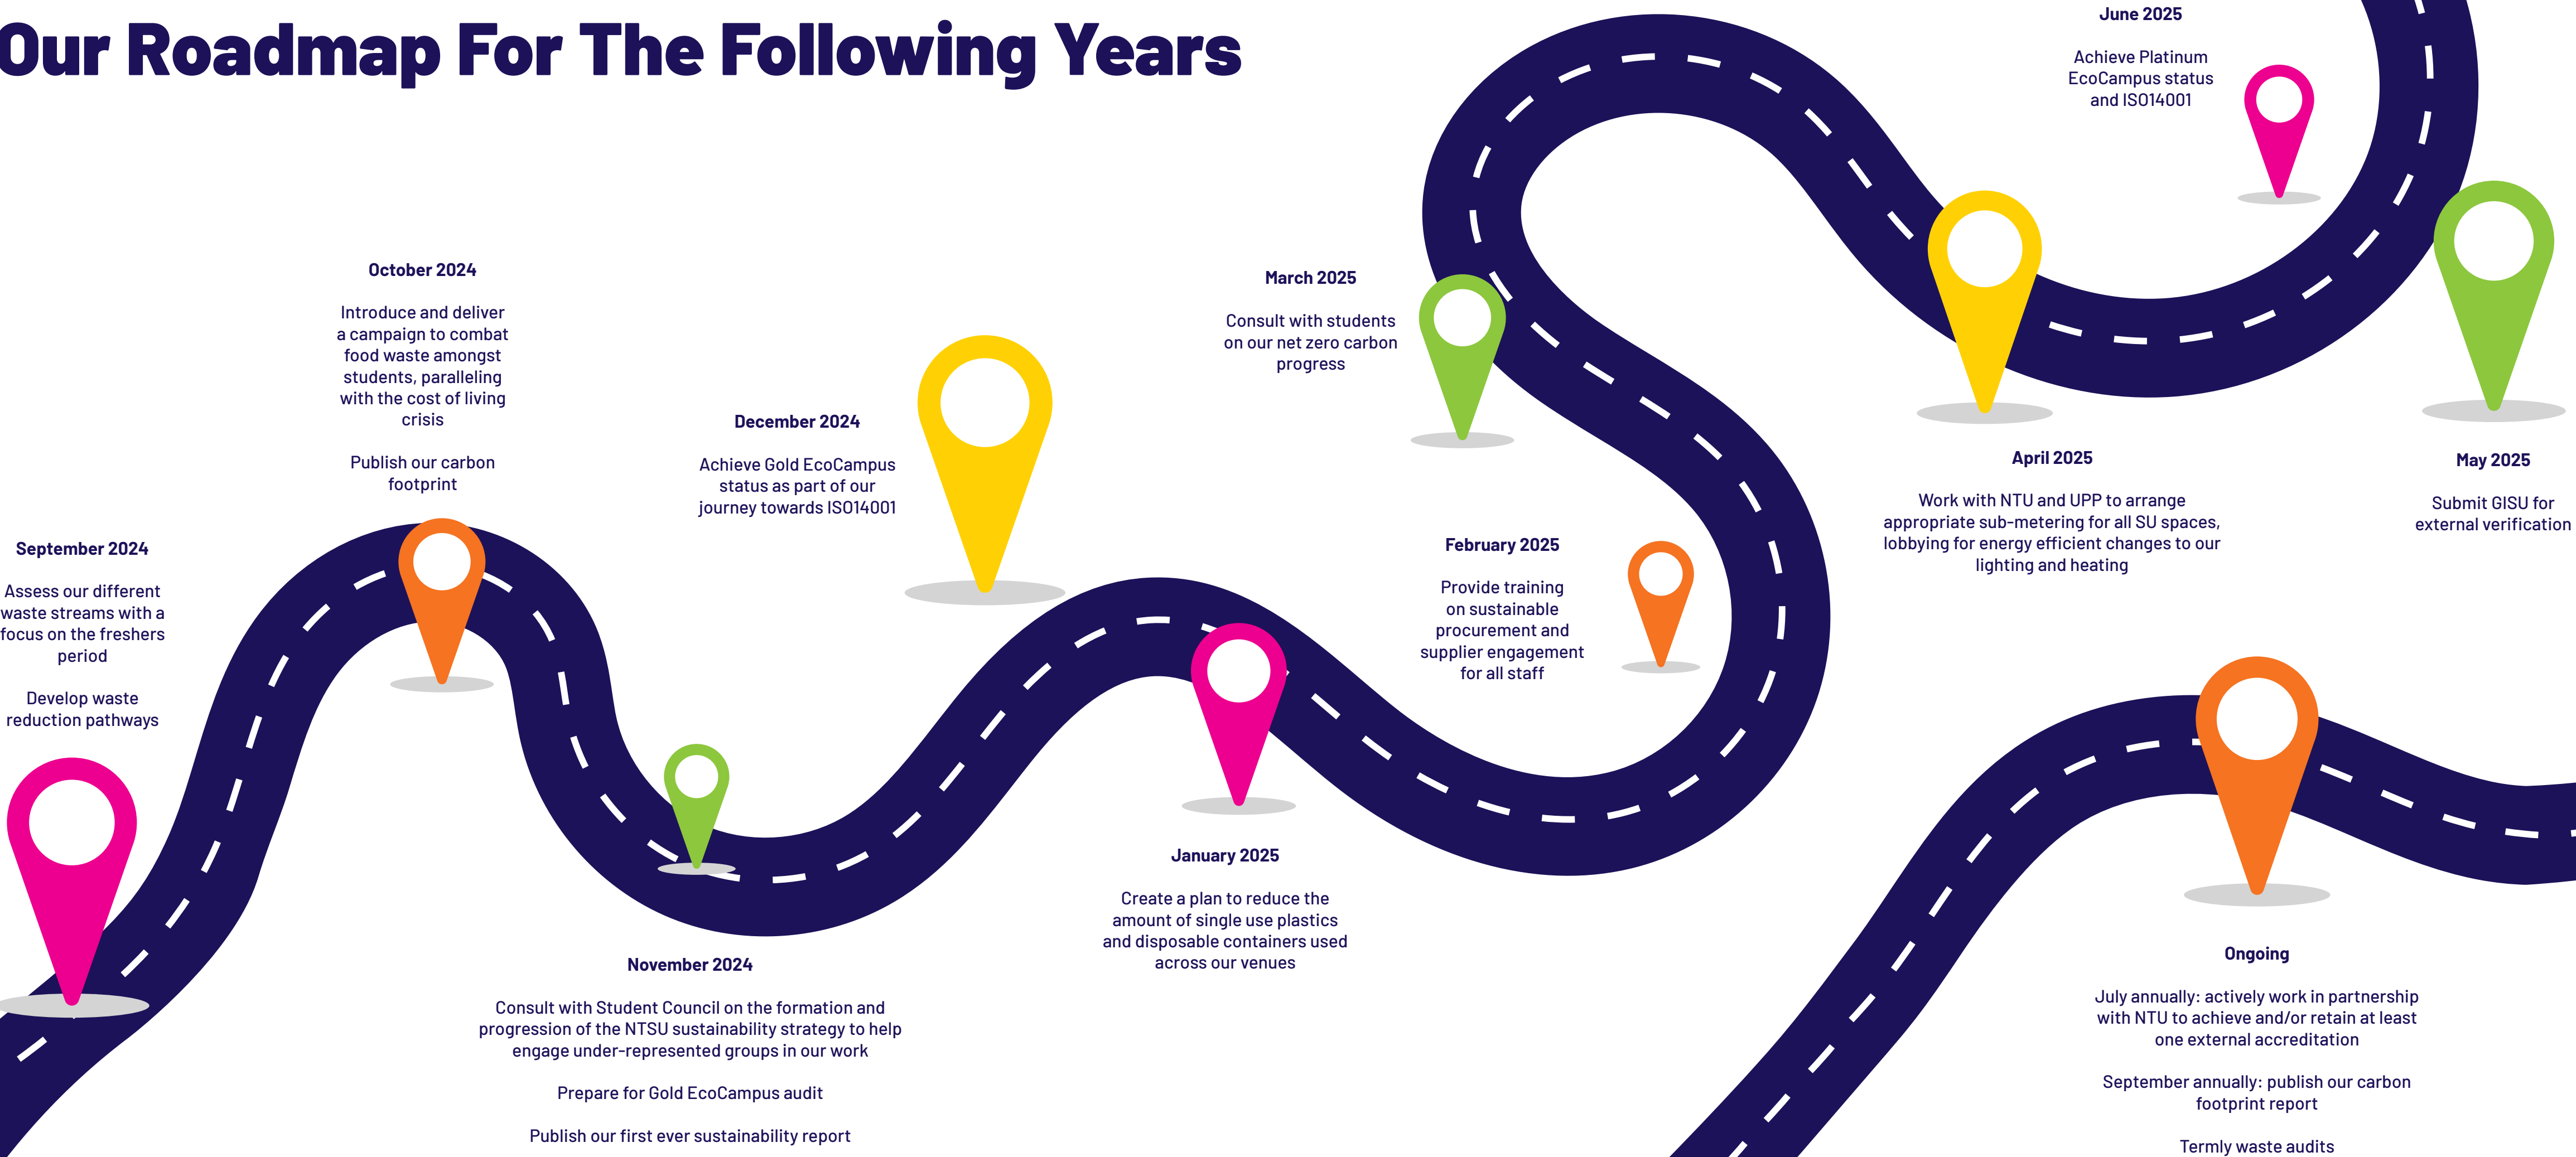 Our Roadmap For The Following Years
September 2024
Assess our different
waste streams with a
focus on the freshers
period
Develop waste
reduction pathways
October 2024
Introduce and deliver
a campaign to combat
food waste amongst
students, paralleling
with the cost of living
crisis
Publish our carbon
footprint
November 2024
Consult with Student Council on the formation and
progression of the NTSU sustainability strategy to help
engage under-represented groups in our work
Prepare for Gold EcoCampus audit
Publish our first ever sustainability report
December 2024
Achieve Gold EcoCampus
status as part of our
journey towards ISO14001
January 2025
Create a plan to reduce the
amount of single use plastics
and disposable containers used
across our venues
February 2025
Provide training
on sustainable
procurement and
supplier engagement
for all staff
March 2025
Consult with students
on our net zero carbon
progress
April 2025
Work with NTU and UPP to arrange
appropriate sub-metering for all SU spaces,
lobbying for energy efficient changes to our
lighting and heating
May 2025
Submit GISU for
external verification
June 2025
Achieve Platinum
EcoCampus status
and ISO14001
Ongoing
July annually: actively work in partnership
with NTU to achieve and/or retain at least
one external accreditation
September annually: publish our carbon
footprint report
Termly waste audits